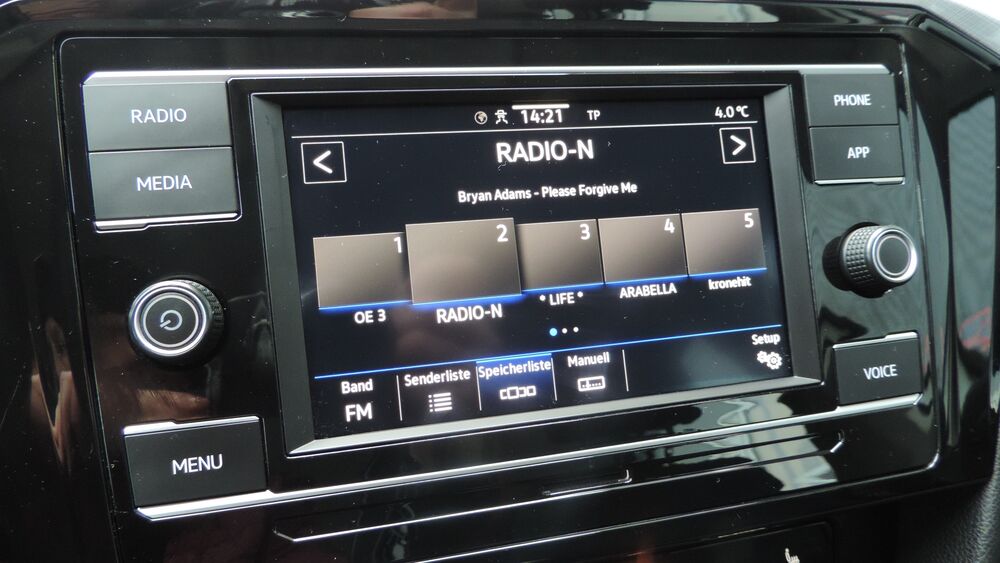 RADIO
MEDIA
MENU
14:21 TP 4.0°C
< RADIO-N >
Bryan Adams - Please Forgive Me
1 2 3 4 5
OE 3 RADIO-N * LIFE * ARABELLA kronehit
Setup
Band Senderliste Speicherliste Manuell
FM
PHONE
APP
VOICE